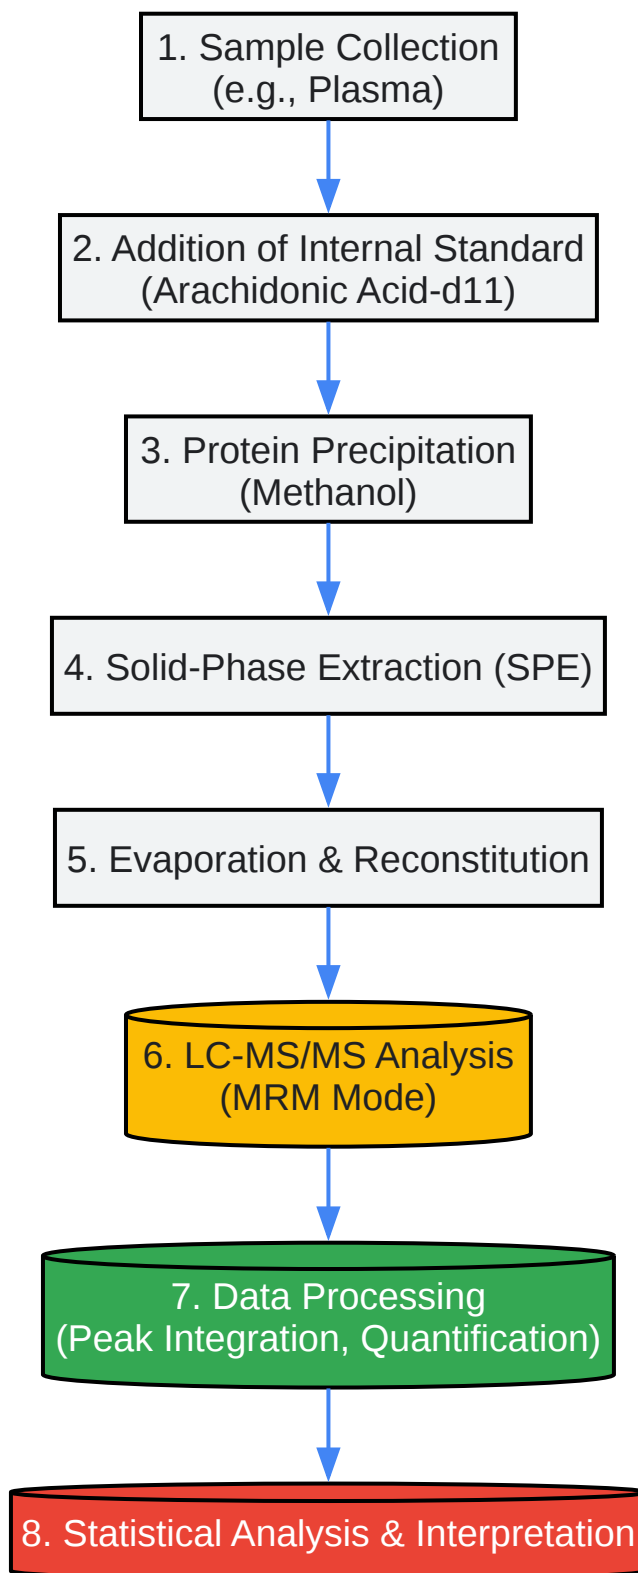 1. Sample Collection
(e.g., Plasma)
2. Addition of Internal Standard
(Arachidonic Acid-d11)
3. Protein Precipitation
(Methanol)
4. Solid-Phase Extraction (SPE)
5. Evaporation & Reconstitution
6. LC-MS/MS Analysis
(MRM Mode)
7. Data Processing
(Peak Integration, Quantification)
8. Statistical Analysis & Interpretation